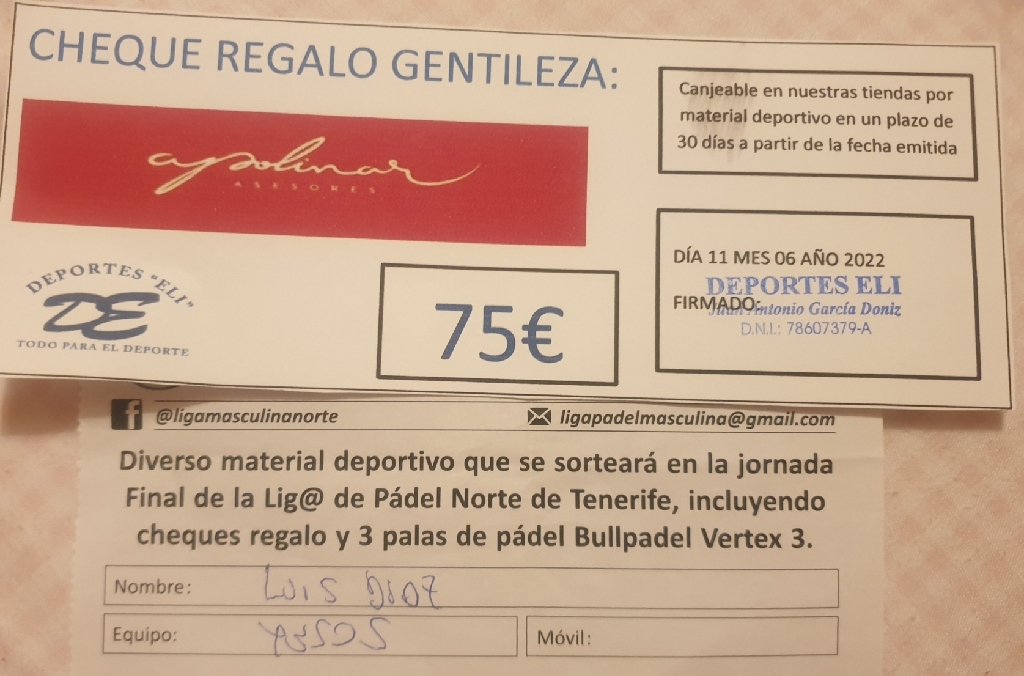 CHEQUE REGALO GENTILEZA:
apolinar
ASESORES
Canjeable en nuestras tiendas por
material deportivo en un plazo de
30 días a partir de la fecha emitida
DEPORTES "ELI"
DE
TODO PARA EL DEPORTE
75€
DÍA 11 MES 06 AÑO 2022
DEPORTES ELI
FIRMADO:
Juan Antonio García Doniz
D.N.I.: 78607379-A
@ligamasculinanorte
ligapadelmasculina@gmail.com
Diverso material deportivo que se sorteará en la jornada
Final de la Lig@ de Pádel Norte de Tenerife, incluyendo
cheques regalo y 3 palas de pádel Bullpadel Vertex 3.
Nombre: LUIS DIAZ
Equipo:
Móvil: